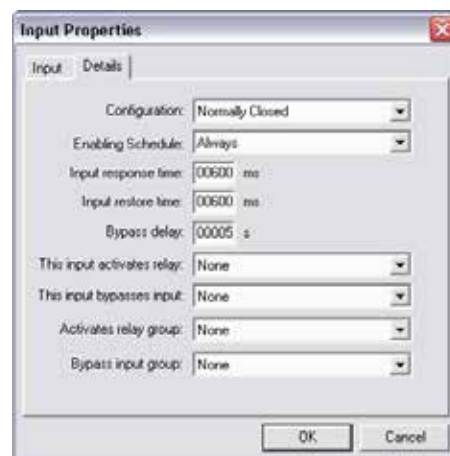 Input Properties
Input Details
Configuration: Normally Closed
Enabling Schedule: Always
Input response time: 00600 ms
Input restore time: 00600 ms
Bypass delay: 00005 s
This input activates relay: None
This input bypasses input: None
Activates relay group: None
Bypass input group: None
OK Cancel